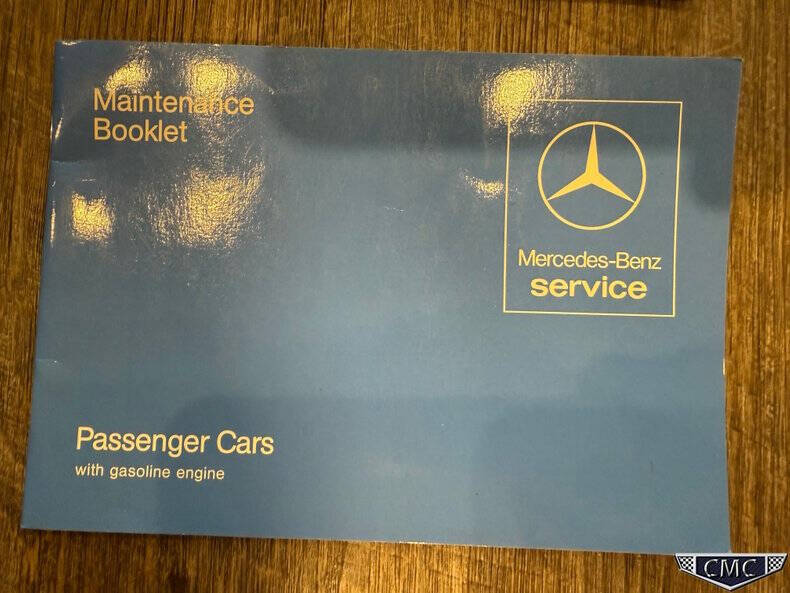 Maintenance
Booklet
Mercedes-Benz
service
Passenger Cars
with gasoline engine
CMC